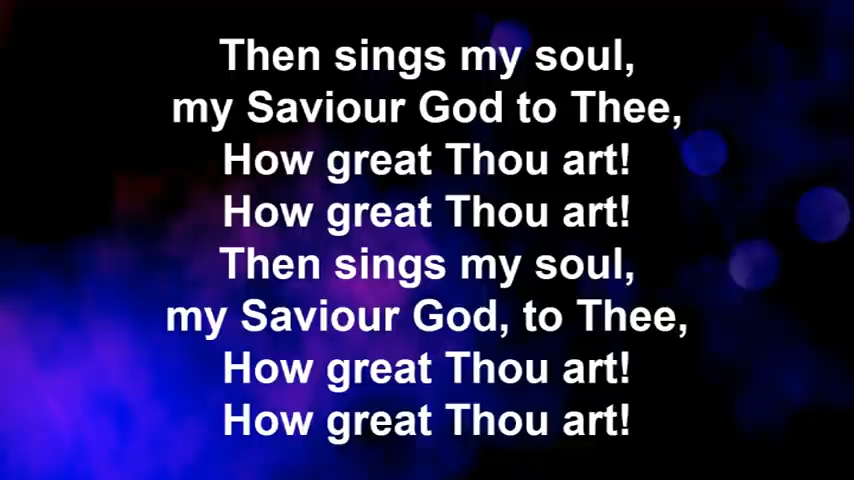 Then sings my soul,
my Saviour God to Thee,
How great Thou art!
How great Thou art!
Then sings my soul,
my Saviour God, to Thee,
How great Thou art!
How great Thou art!